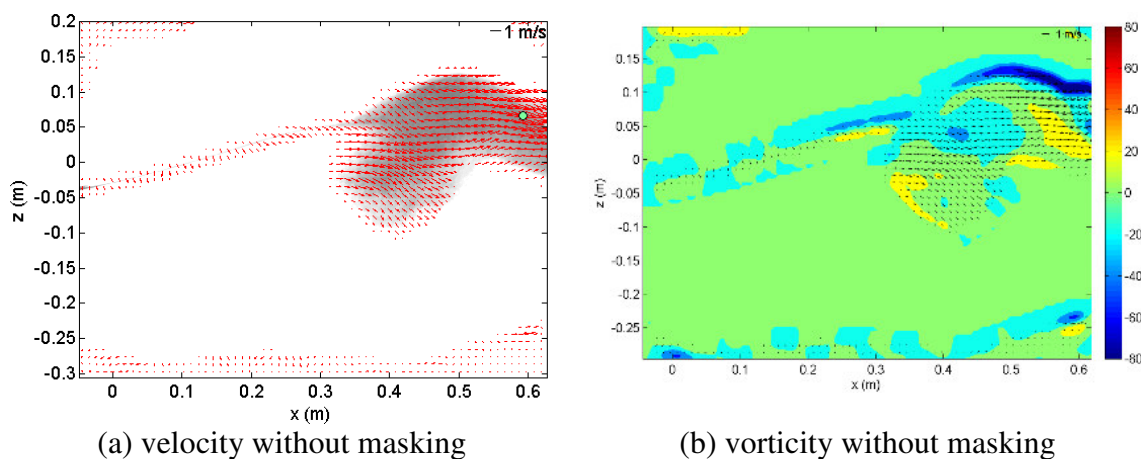 0.2
0.15
0.1
0.05
0
-0.05
-0.1
-0.15
-0.2
-0.25
-0.3
z (m)
1 m/s
0 0.1 0.2 0.3 0.4 0.5 0.6
x (m)
(a) velocity without masking
0.15
0.1
0.05
0
-0.05
-0.1
-0.15
-0.2
-0.25
z (m)
1 m/s
0 0.1 0.2 0.3 0.4 0.5 0.6
x (m)
80
60
40
20
0
-20
-40
-60
-80
(b) vorticity without masking